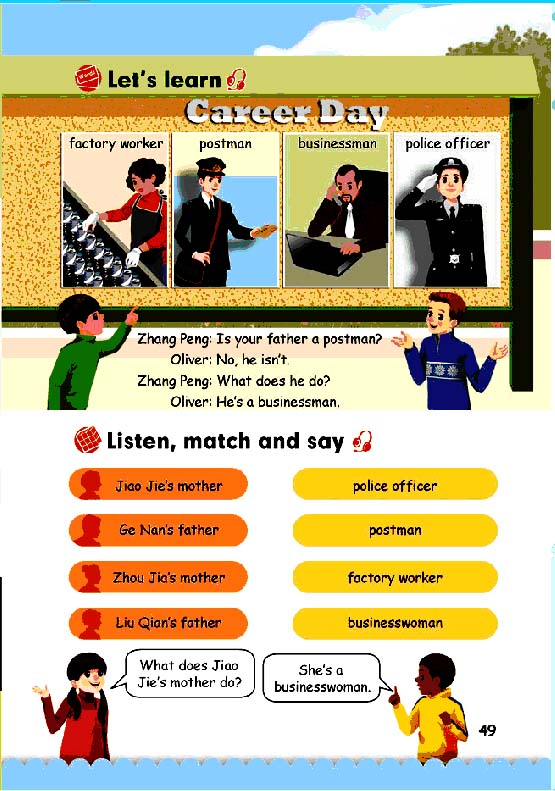 Let's learn
Career Day
factory worker
postman
businessman
police officer
Zhang Peng: Is your father a postman?
Oliver: No, he isn't.
Zhang Peng: What does he do?
Oliver: He's a businessman.
Listen, match and say
Jiao Jie's mother
police officer
Ge Nan's father
postman
Zhou Jia's mother
factory worker
Liu Qian's father
businesswoman
What does Jiao
Jie's mother do?
She's a
businesswoman.
49